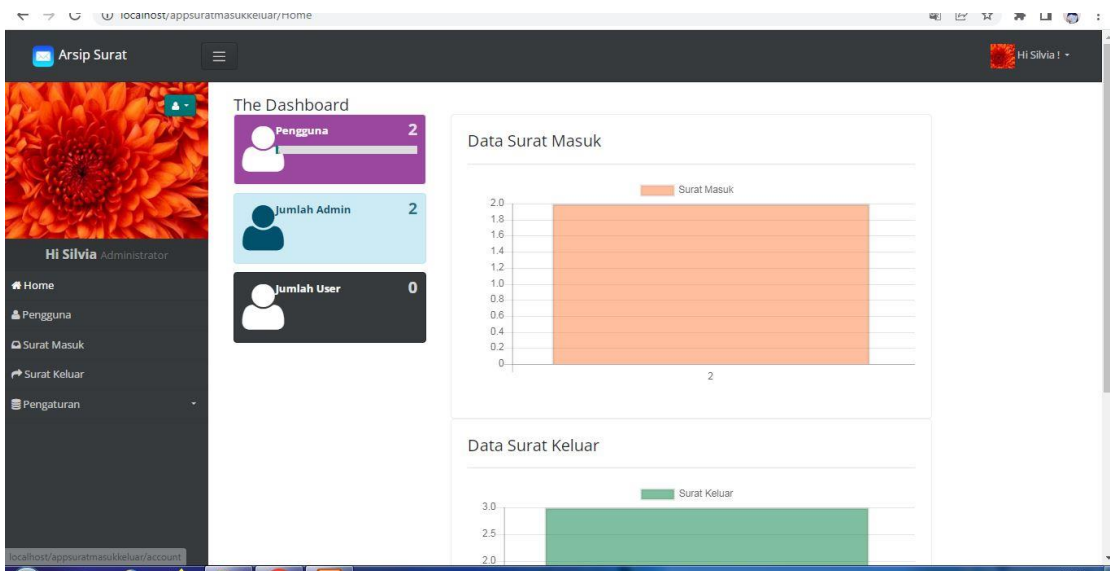 localhost/appsuratmasukkeluar/Home
Arsip Surat
Hi Silvia !
The Dashboard
Pengguna 2
Jumlah Admin 2
Jumlah User 0
Hi Silvia Administrator
Home
Pengguna
Surat Masuk
Surat Keluar
Pengaturan
Data Surat Masuk
Surat Masuk
2.0
1.8
1.6
1.4
1.2
1.0
0.8
0.6
0.4
0.2
0
2
Data Surat Keluar
Surat Keluar
3.0
2.5
2.0
localhost/appsuratmasukkeluar/account